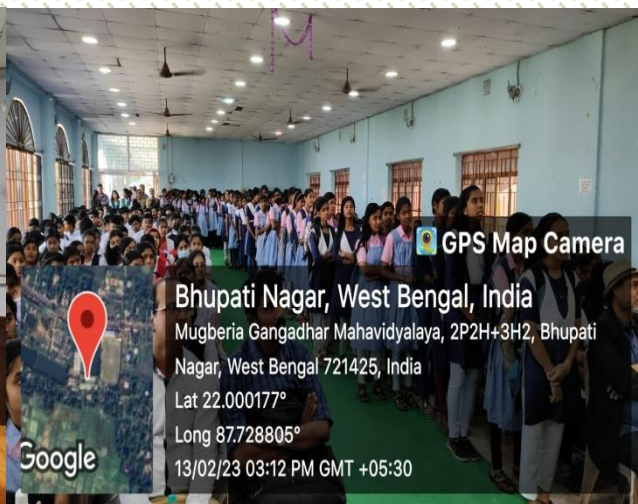 GPS Map Camera
Bhupati Nagar, West Bengal, India
Mugberia Gangadhar Mahavidyalaya, 2P2H+3H2, Bhupati
Nagar, West Bengal 721425, India
Lat 22.000177°
Long 87.728805°
13/02/23 03:12 PM GMT +05:30
Google